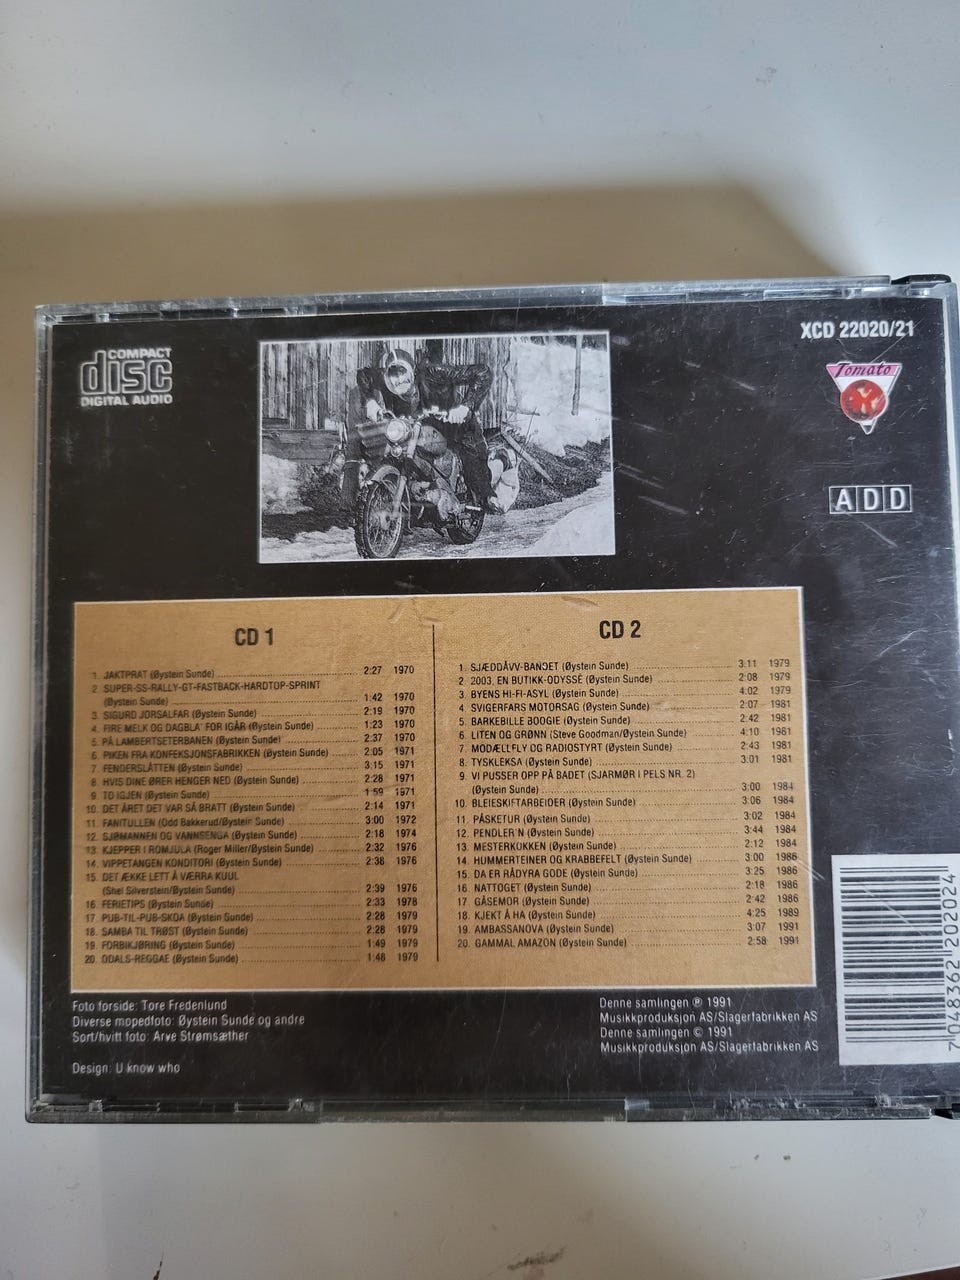 COMPACT
disc
DIGITAL AUDIO
XCD 22020/21
Tomato
ADD
CD 1
1. JAKTPRAT (Øystein Sunde) 2:27 1970
2 SUPER-SS-RALLY-GT-FASTBACK-HARDTOP-SPRINT
(Øystein Sunde) 1:42 1970
3. SIGURD JORSALFAR (Øystein Sunde) 2:19 1970
4. FIRE MELK OG DAGBLA' FOR IGÅR (Øystein Sunde) 1:23 1970
5. PÅ LAMBERTSETERBANEN (Øystein Sunde) 2:37 1970
6. PIKEN FRA KONFEKSJONSFABRIKKEN (Øystein Sunde) 2:05 1971
7. FENDERSLÅTTEN (Øystein Sunde) 3:15 1971
8. HVIS DINE ØRER HENGER NED (Øystein Sunde) 2:28 1971
9. TO IGJEN (Øystein Sunde) 1:59 1971
10. DET ÅRET DET VAR SÅ BRATT (Øystein Sunde) 2:14 1971
11. FANITULLEN (Odd Bakkerud/Øystein Sunde) 3:00 1972
12. SJØMANNEN OG VANNSENGA (Øystein Sunde) 2:18 1974
13. KJEPPER I ROMJULA (Roger Miller/Øystein Sunde) 2:32 1976
14. VIPPETANGEN KONDITORI (Øystein Sunde) 2:38 1976
15. DET ÆKKE LETT Å VÆRRA KUUL
(Shel Silverstein/Øystein Sunde) 2:39 1976
16 FERIETIPS (Øystein Sunde) 2:33 1978
17. PUB-TIL-PUB-SKOA (Øystein Sunde) 2:28 1979
18. SAMBA TIL TRØST (Øystein Sunde) 2:28 1979
19. FORBIKJØRING (Øystein Sunde) 1:49 1979
20. ODALS-REGGAE (Øystein Sunde) 1:48 1979
CD 2
1. SJÆDDÅVV-BANDET (Øystein Sunde) 3:11 1979
2. 2003, EN BUTIKK-ODYSSÉ (Øystein Sunde) 2:08 1979
3. BYENS HI-FI-ASYL (Øystein Sunde) 4:02 1979
4. SVIGERFARS MOTORSAG (Øystein Sunde) 2:07 1981
5. BARKEBILLE BOOGIE (Øystein Sunde) 2:42 1981
6. LITEN OG GRØNN (Steve Goodman/Øystein Sunde) 4:10 1981
7. MODÆLLFLY OG RADIOSTYRT (Øystein Sunde) 2:43 1981
8. TYSKLEKSA (Øystein Sunde) 3:01 1981
9. VI PUSSER OPP PÅ BADET (SJARMØR I PELS NR. 2)
(Øystein Sunde) 3:00 1984
10. BLEIESKIFTARBEIDER (Øystein Sunde) 3:06 1984
11. PÅSKETUR (Øystein Sunde) 3:02 1984
12. PENDLER'N (Øystein Sunde) 3:44 1984
13. MESTERKOKKEN (Øystein Sunde) 2:12 1984
14. HUMMERTEINER OG KRABBEFELT (Øystein Sunde) 3:00 1986
15. DA ER RÅDYRA GODE (Øystein Sunde) 3:25 1986
16. NATTOGET (Øystein Sunde) 2:18 1986
17. GÅSEMOR (Øystein Sunde) 2:42 1986
18. KJEKT Å HA (Øystein Sunde) 4:25 1989
19. AMBASSANOVA (Øystein Sunde) 3:07 1991
20. GAMMAL AMAZON (Øystein Sunde) 2:58 1991
Foto forside: Tore Fredenlund
Diverse mopedfoto: Øystein Sunde og andre
Sort/hvitt foto: Arve Strømsæther
Design: U know who
Denne samlingen ℗ 1991
Musikkproduksjon AS/Slagerfabrikken AS
Denne samlingen © 1991
Musikkproduksjon AS/Slagerfabrikken AS
7 048362 202024